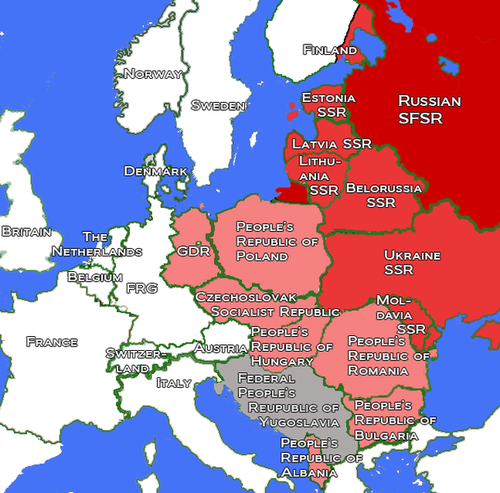 Finland
Norway
Sweden
Russian
SFSR
Estonia
SSR
Latvia SSR
Lithu-
ania
SSR
Belorussia
SSR
Denmark
Britain
The
Netherlands
Belgium
FRG
GDR
People's
Republic of
Poland
Ukraine
SSR
Czechoslovak
Socialist Republic
Mol-
davia
SSR
France
Switzer-
land
Austria
People's
Republic of
Hungary
People's
Republic of
Romania
Italy
Federal
People's
Reupublic of
Yugoslavia
People's
Republic of
Bulgaria
People's
Republic of
Albania